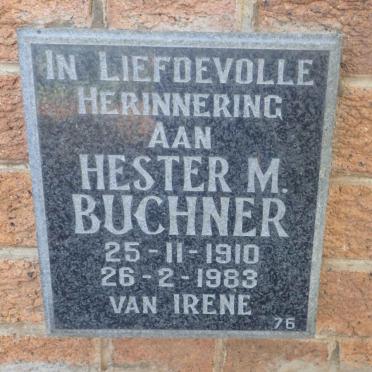 In Liefdevolle
Herinnering
Aan
HESTER M.
BUCHNER
25-11-1910
26-2-1983
VAN IRENE
76